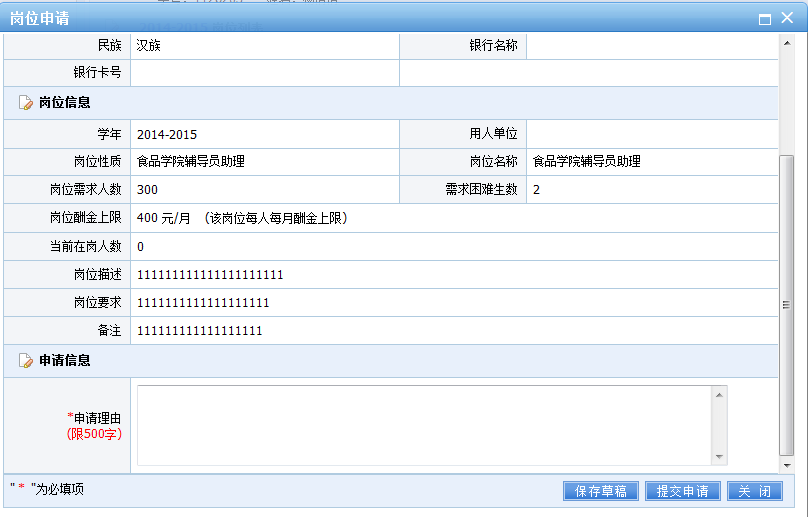 岗位申请
民族 汉族 银行名称
银行卡号
岗位信息
学年 2014-2015 用人单位
岗位性质 食品学院辅导员助理 岗位名称 食品学院辅导员助理
岗位需求人数 300 需求困难生数 2
岗位酬金上限 400 元/月 （该岗位每人每月酬金上限）
当前在岗人数 0
岗位描述 111111111111111111111
岗位要求 1111111111111111111
备注 111111111111111111
申请信息
*申请理由
(限500字)
" * "为必填项 保存草稿 提交申请 关 闭